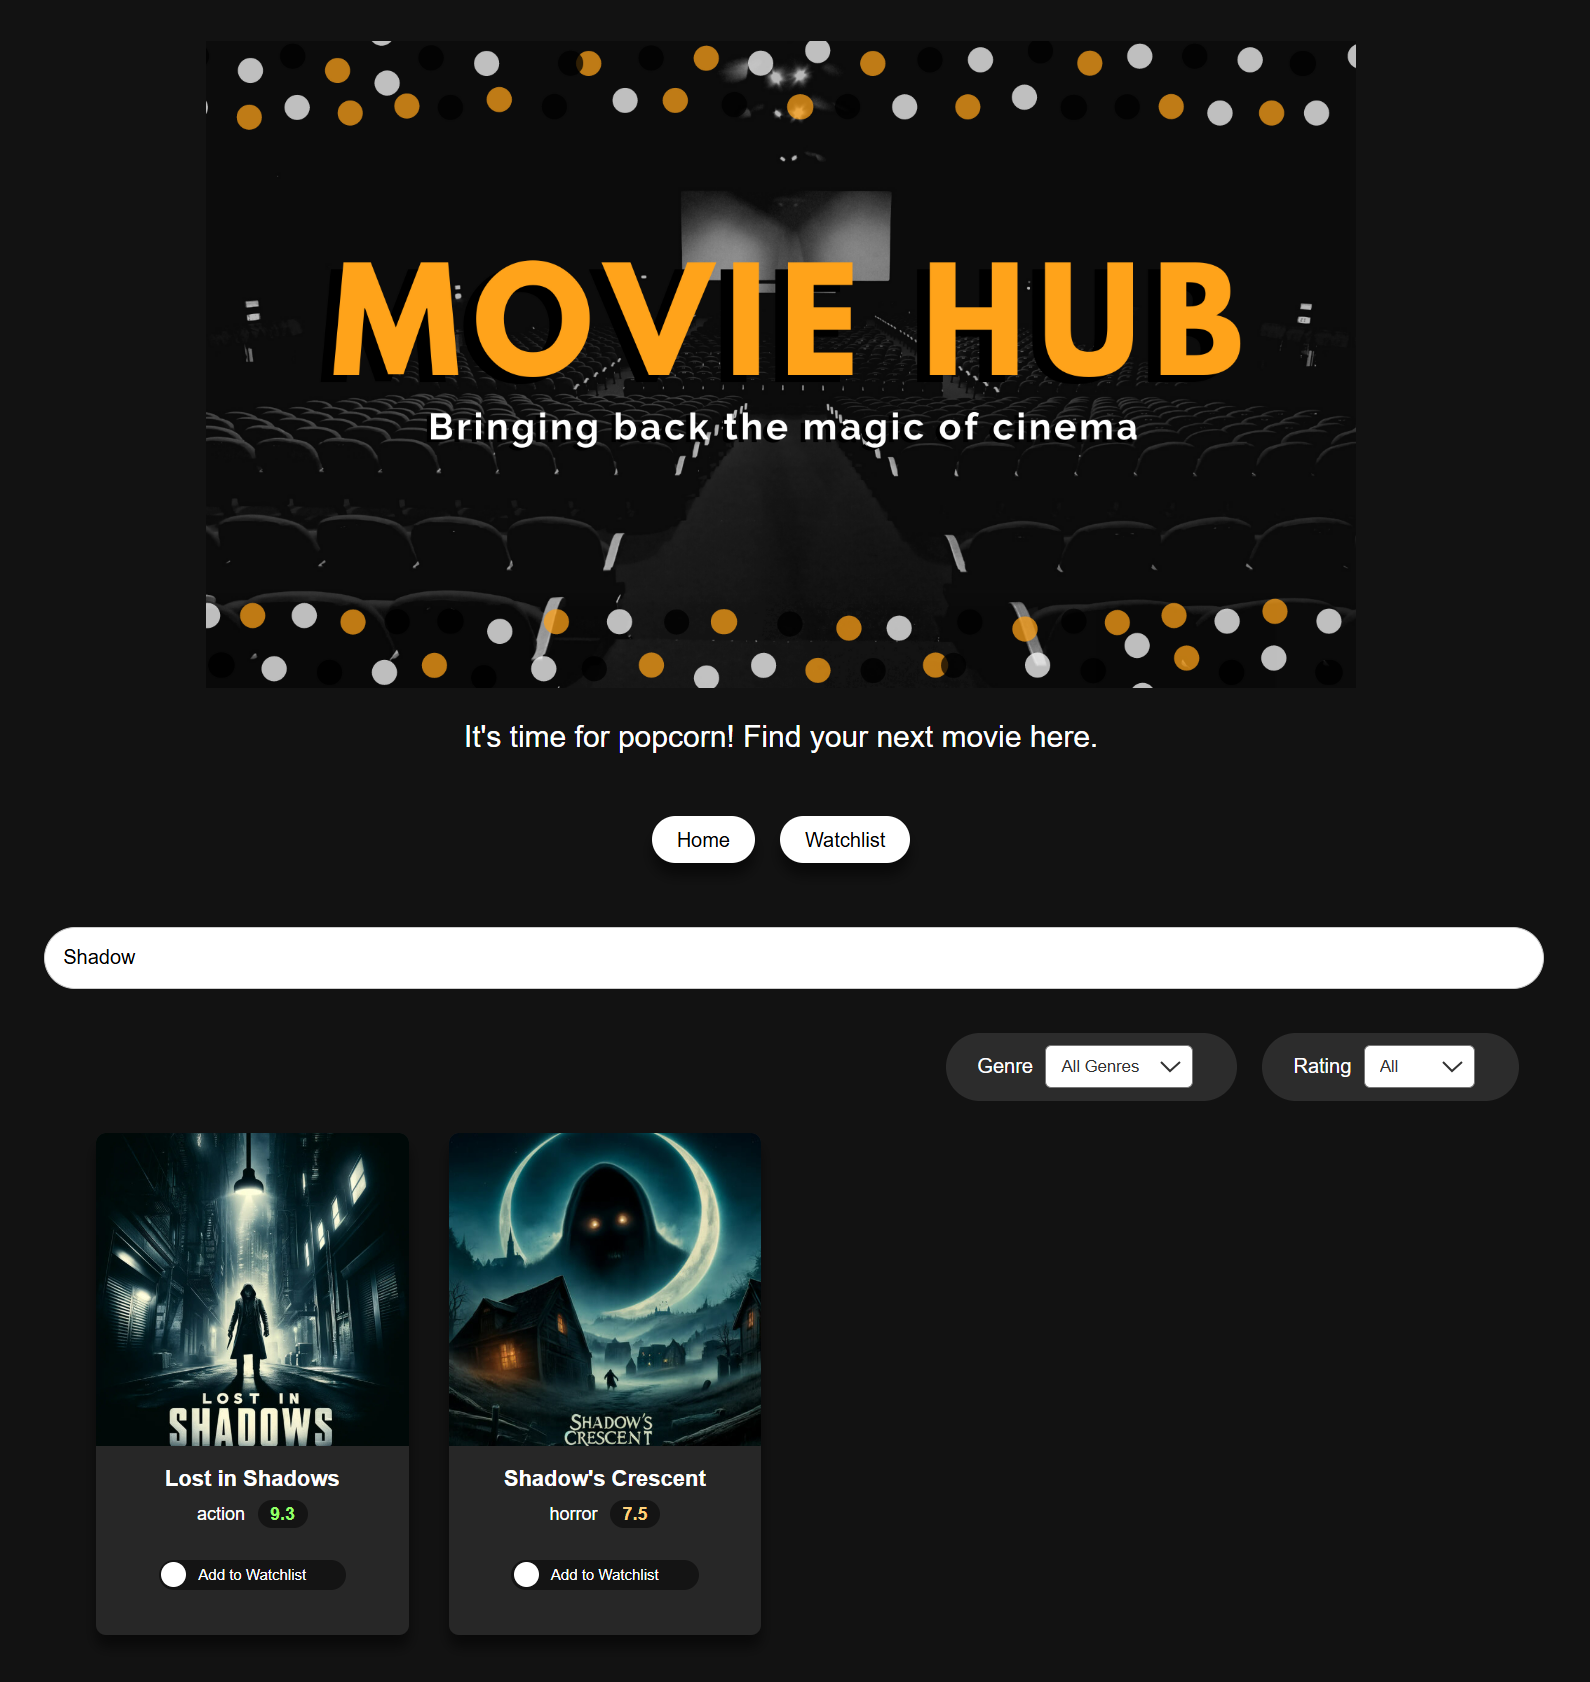 MOVIE HUB
Bringing back the magic of cinema
It's time for popcorn! Find your next movie here.
Home
Watchlist
Shadow
Genre
All Genres
Rating
All
LOST IN
SHADOWS
SHADOW'S
CRESCENT
Lost in Shadows
action
9.3
Add to Watchlist
Shadow's Crescent
horror
7.5
Add to Watchlist